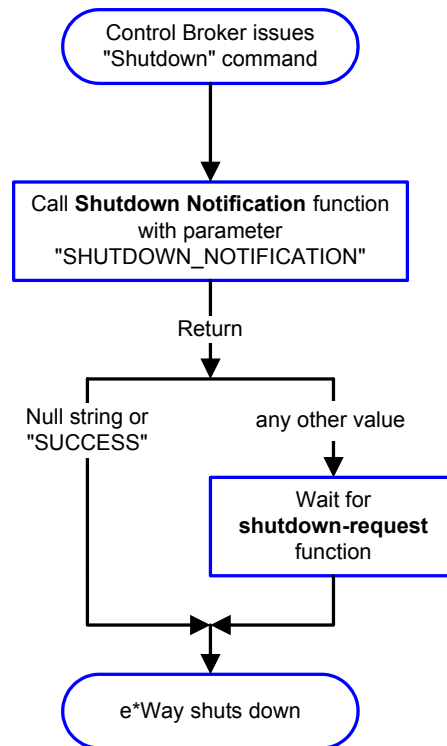 Control Broker issues
"Shutdown" command
Call Shutdown Notification function
with parameter
"SHUTDOWN_NOTIFICATION"
Return
Null string or
"SUCCESS"
any other value
Wait for
shutdown-request
function
e*Way shuts down